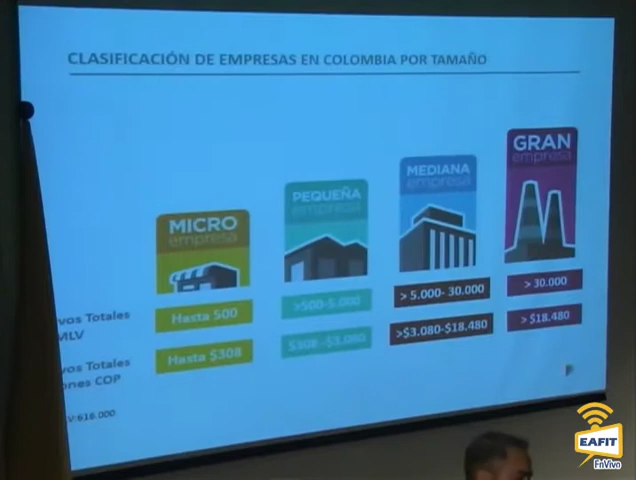 CLASIFICACIÓN DE EMPRESAS EN COLOMBIA POR TAMAÑO
MICRO
empresa
PEQUEÑA
empresa
MEDIANA
empresa
GRAN
empresa
vos Totales
MLV
Hasta 500
>500-5.000
> 5.000- 30.000
> 30.000
vos Totales
ones COP
Hasta $308
$308 -$3.080
>$3.080-$18.480
> $18.480
V:616.000
EAFIT
EnVivo